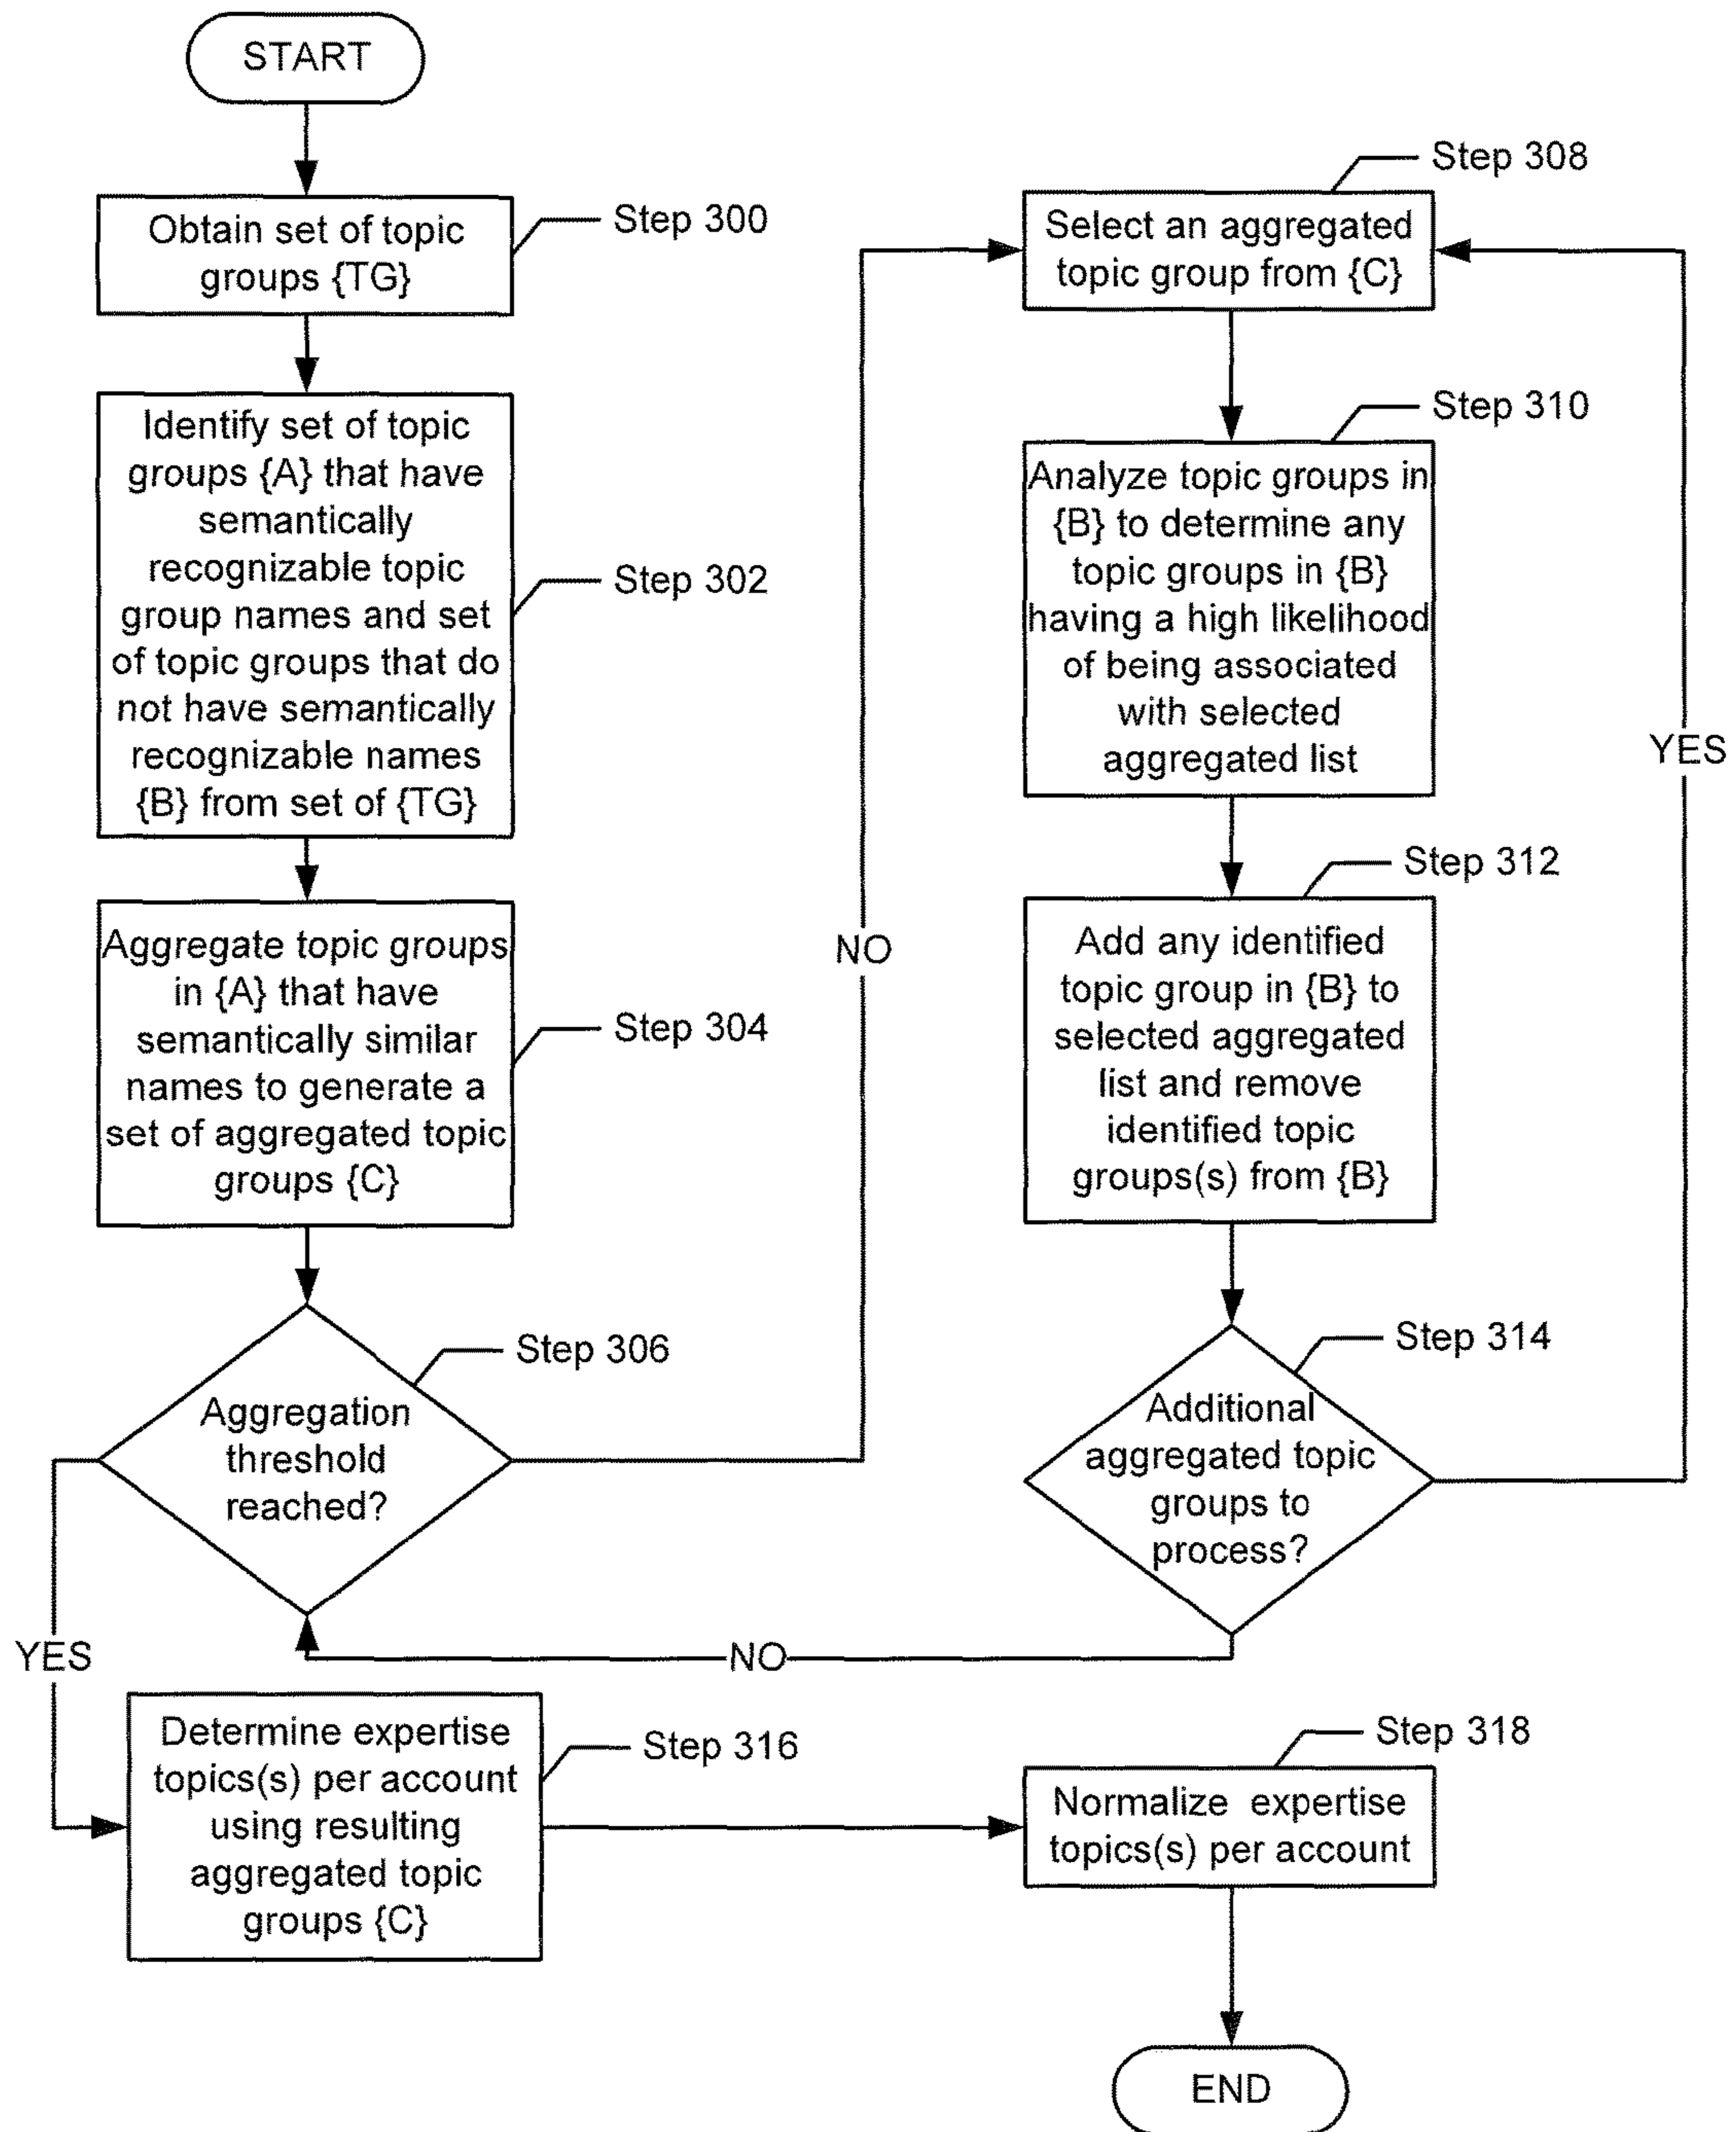 START
Obtain set of topic
groups {TG}
Step 300
Identify set of topic
groups {A} that have
semantically
recognizable topic
group names and set
of topic groups that do
not have semantically
recognizable names
{B} from set of {TG}
Step 302
Aggregate topic groups
in {A} that have
semantically similar
names to generate a
set of aggregated topic
groups {C}
Step 304
Aggregation
threshold
reached?
Step 306
NO
YES
Step 308
Select an aggregated
topic group from {C}
Step 310
Analyze topic groups in
{B} to determine any
topic groups in {B}
having a high likelihood
of being associated
with selected
aggregated list
Step 312
Add any identified
topic group in {B} to
selected aggregated
list and remove
identified topic
groups(s) from {B}
Step 314
Additional
aggregated topic
groups to
process?
YES
NO
Determine expertise
topics(s) per account
using resulting
aggregated topic
groups {C}
Step 316
Step 318
Normalize expertise
topics(s) per account
END